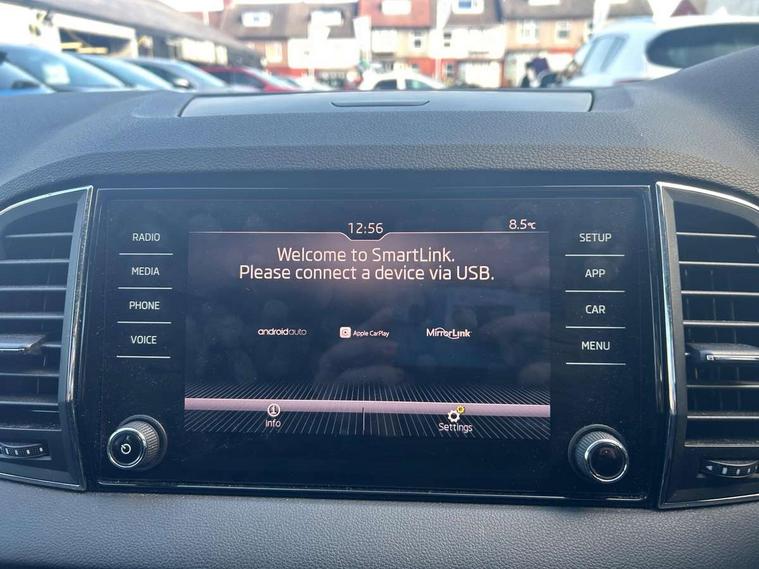 12:56
8.5°C
RADIO
MEDIA
PHONE
VOICE
Welcome to SmartLink.
Please connect a device via USB.
androidauto
Apple CarPlay
MirrorLink
Info
Settings
SETUP
APP
CAR
MENU